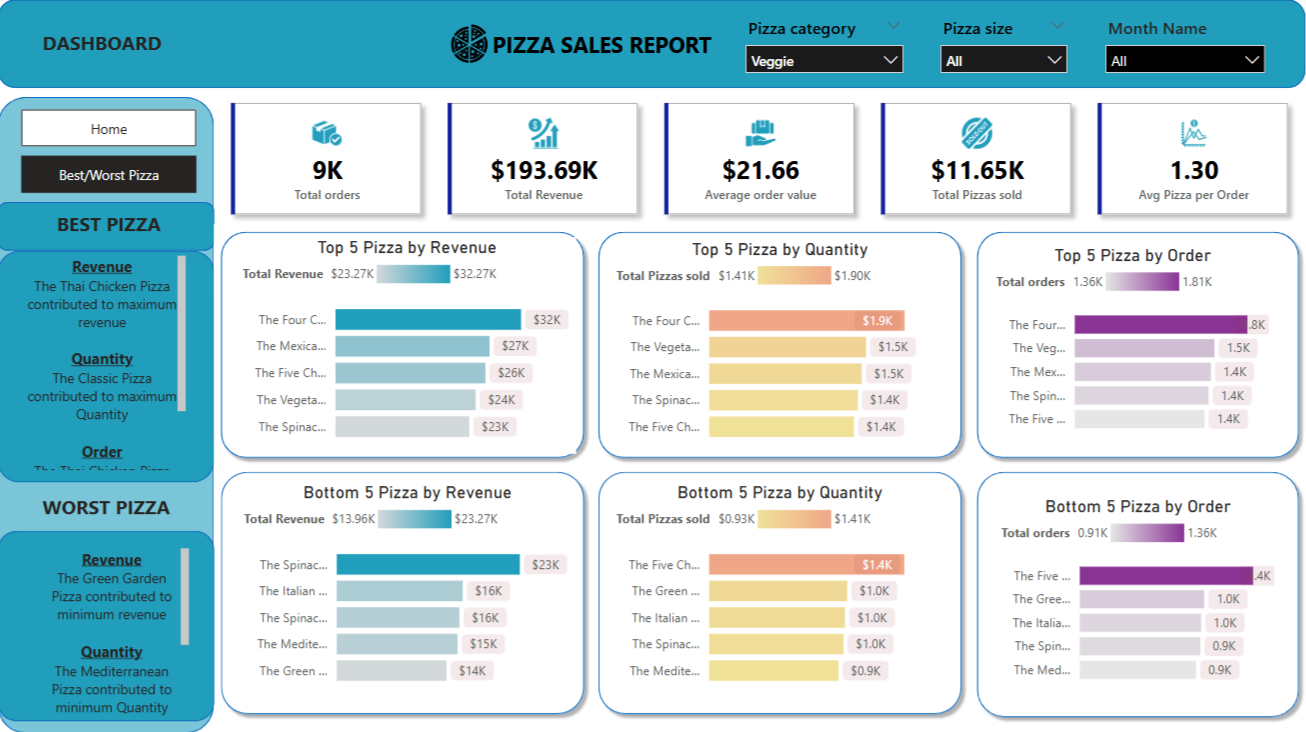 DASHBOARD
PIZZA SALES REPORT
Pizza category
Veggie
Pizza size
All
Month Name
All
Home
Best/Worst Pizza
BEST PIZZA
Revenue
The Thai Chicken Pizza
contributed to maximum
revenue
Quantity
The Classic Pizza
contributed to maximum
Quantity
Order
The Thai Chicken Pizza
WORST PIZZA
Revenue
The Green Garden
Pizza contributed to
minimum revenue
Quantity
The Mediterranean
Pizza contributed to
minimum Quantity
9K
Total orders
$193.69K
Total Revenue
$21.66
Average order value
SOLD OUT
$11.65K
Total Pizzas sold
1.30
Avg Pizza per Order
Top 5 Pizza by Revenue
Total Revenue $23.27K $32.27K
The Four C... $32K
The Mexica... $27K
The Five Ch... $26K
The Vegeta... $24K
The Spinac... $23K
Top 5 Pizza by Quantity
Total Pizzas sold $1.41K $1.90K
The Four C... $1.9K
The Vegeta... $1.5K
The Mexica... $1.5K
The Spinac... $1.4K
The Five Ch... $1.4K
Top 5 Pizza by Order
Total orders 1.36K 1.81K
The Four... .8K
The Veg... 1.5K
The Mex... 1.4K
The Spin... 1.4K
The Five ... 1.4K
Bottom 5 Pizza by Revenue
Total Revenue $13.96K $23.27K
The Spinac... $23K
The Italian ... $16K
The Spinac... $16K
The Medite... $15K
The Green ... $14K
Bottom 5 Pizza by Quantity
Total Pizzas sold $0.93K $1.41K
The Five Ch... $1.4K
The Green ... $1.0K
The Italian ... $1.0K
The Spinac... $1.0K
The Medite... $0.9K
Bottom 5 Pizza by Order
Total orders 0.91K 1.36K
The Five ... .4K
The Gree... 1.0K
The Italia... 1.0K
The Spin... 0.9K
The Med... 0.9K